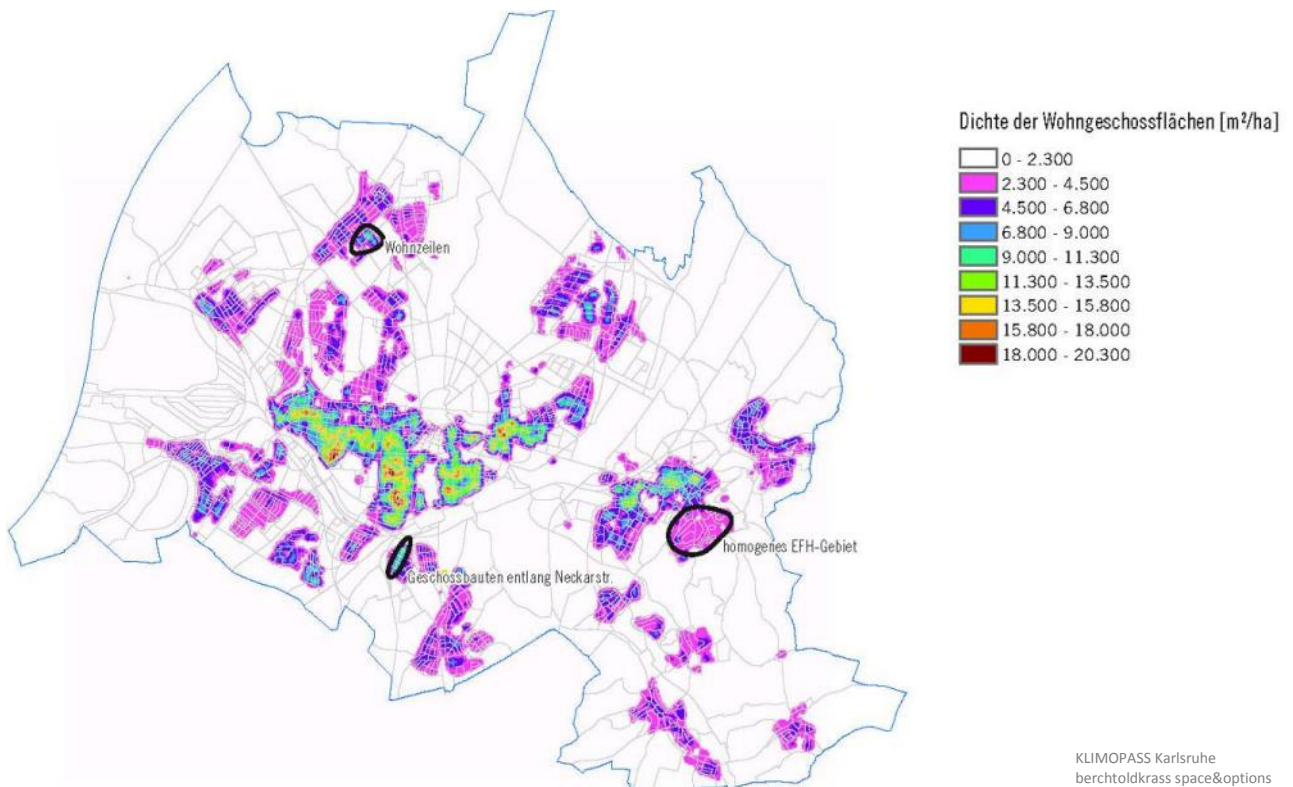 Dichte der Wohngeschossflächen [m²/ha]
0 - 2.300
2.300 - 4.500
4.500 - 6.800
6.800 - 9.000
9.000 - 11.300
11.300 - 13.500
13.500 - 15.800
15.800 - 18.000
18.000 - 20.300
Wohnzeilen
homogenes EFH-Gebiet
Geschossbauten entlang Neckarstr.
KLIMOPASS Karlsruhe
berchtoldkrass space&options